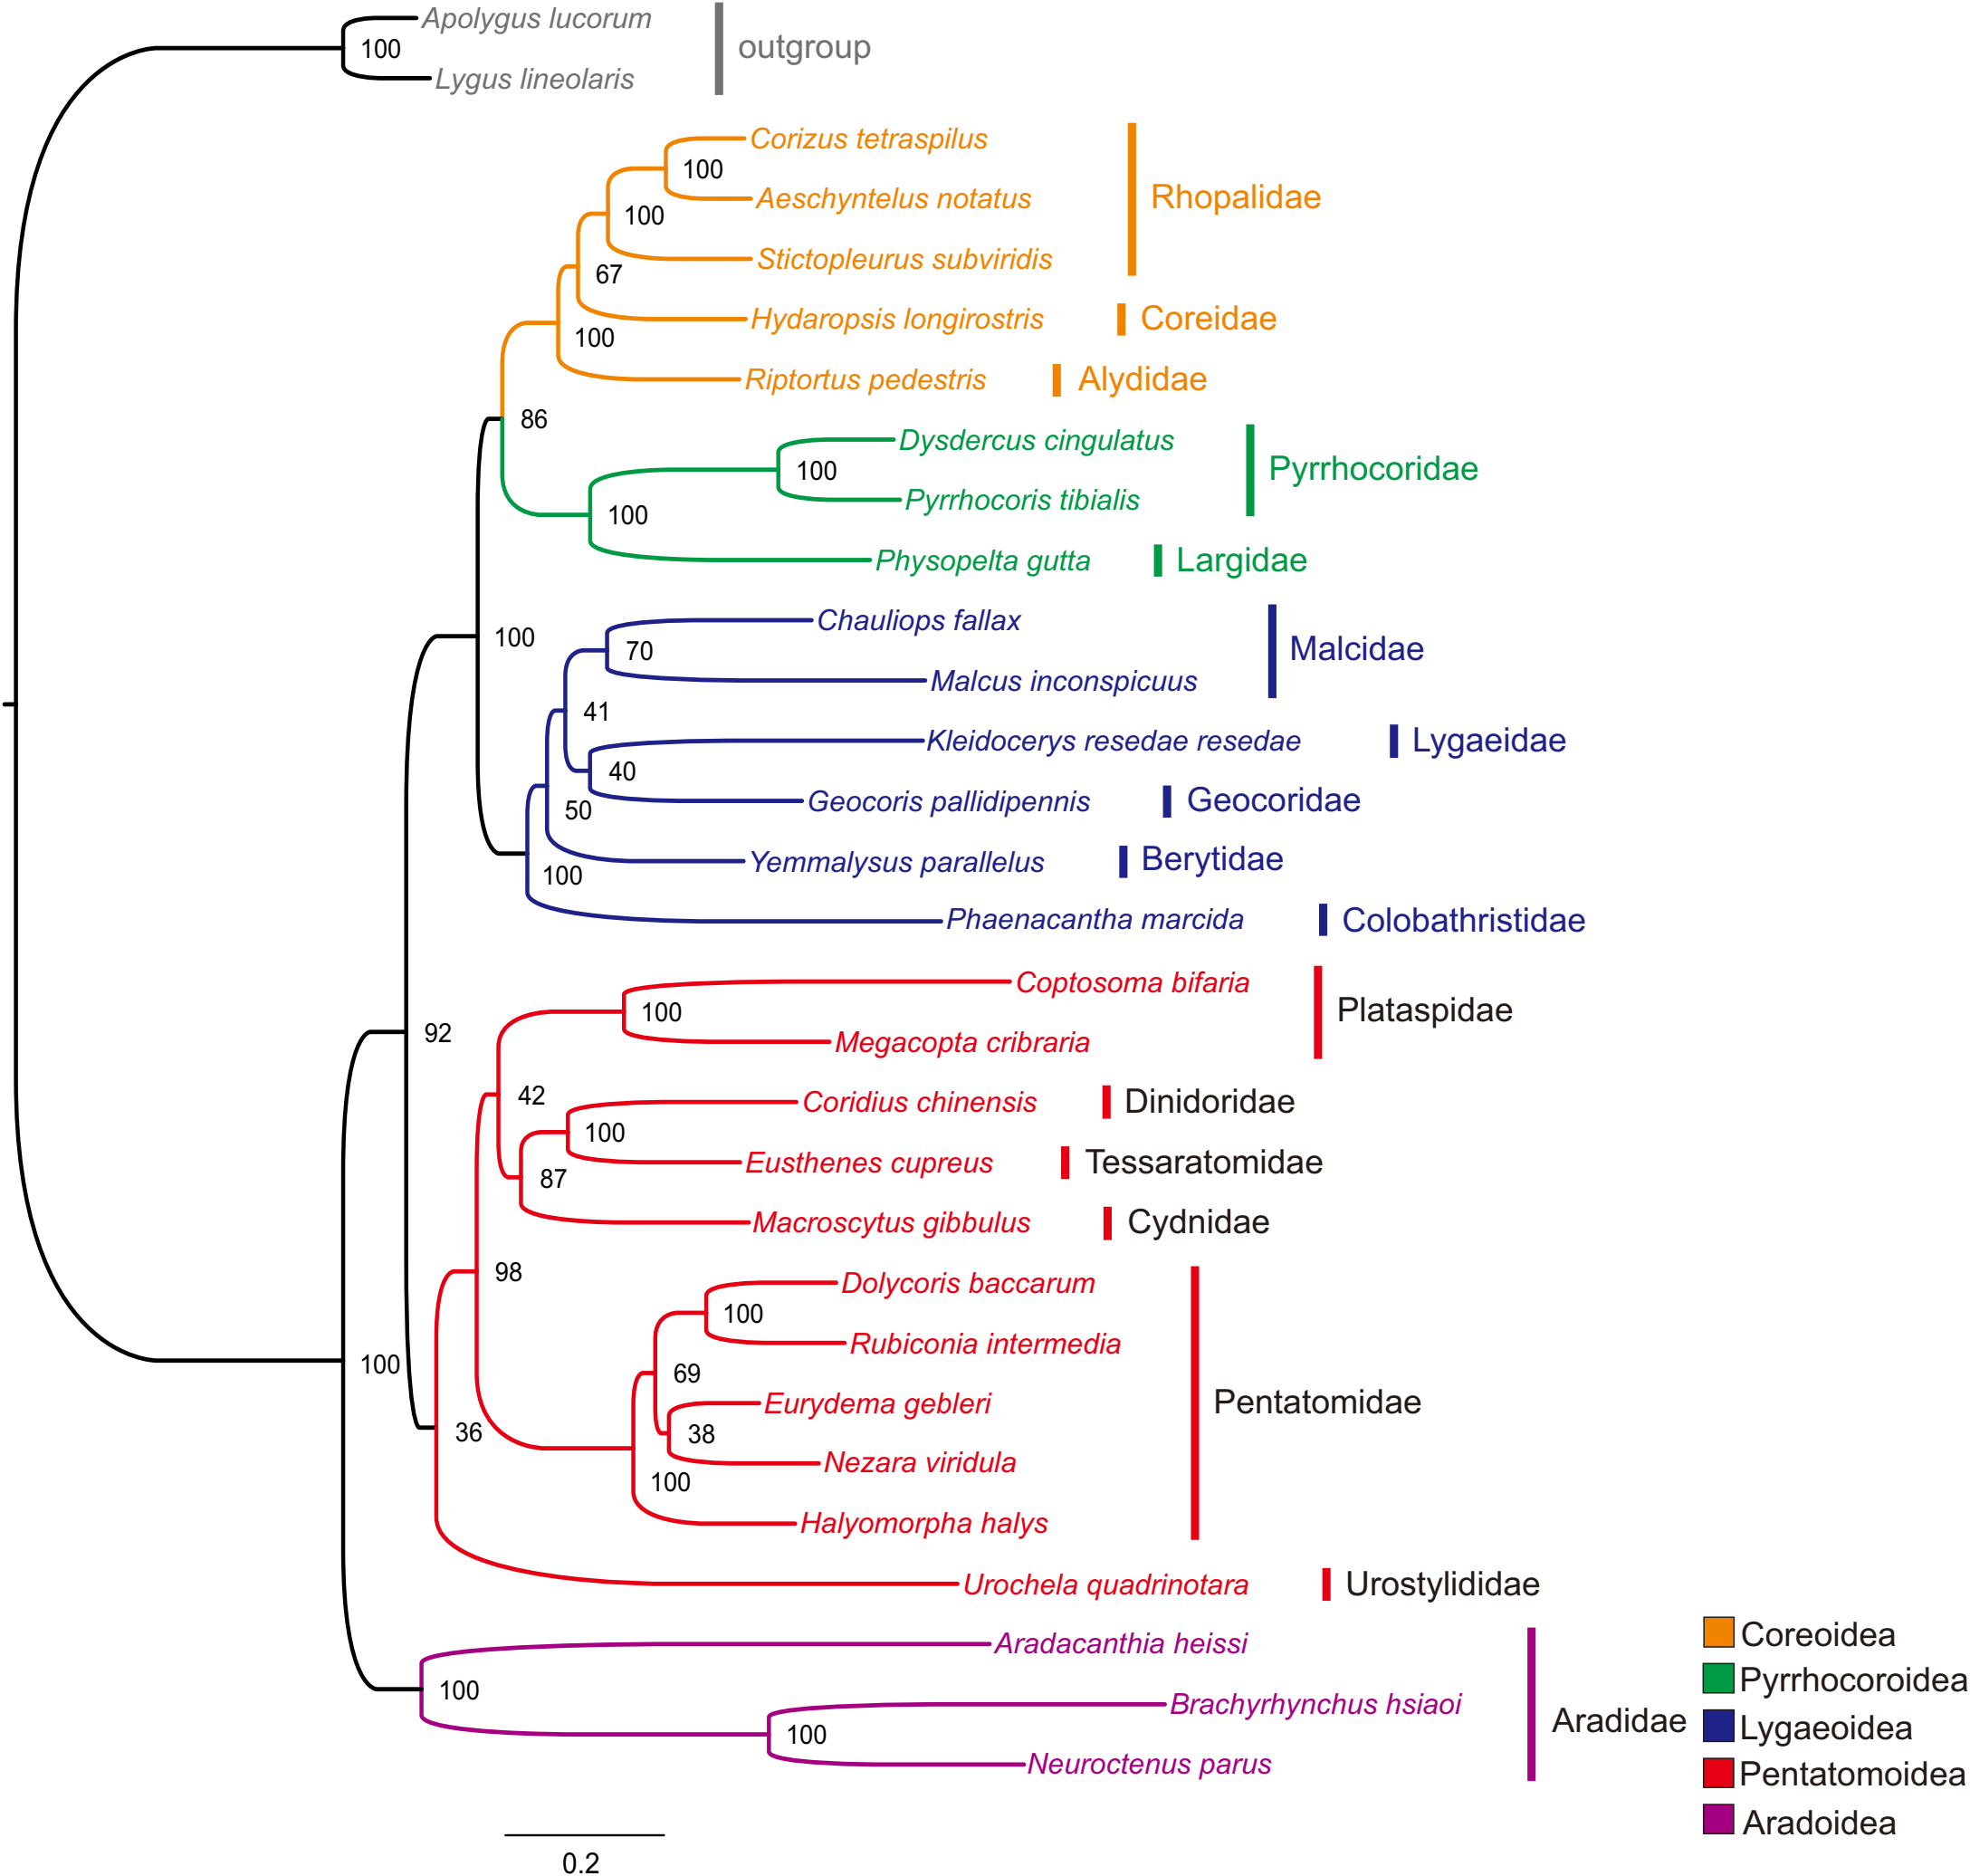 Apolygus lucorum
100
outgroup
Lygus lineolaris
Corizus tetraspilus
100
Aeschyntelus notatus
Rhopalidae
100
Stictopleurus subviridis
67
Hydaropsis longirostris
Coreidae
100
Riptortus pedestris
Alydidae
86
Dysdercus cingulatus
100
Pyrrhocoridae
Pyrrhocoris tibialis
100
Physopelta gutta
Largidae
Chauliops fallax
100
70
Malcidae
Malcus inconspicuus
41
Kleidocerys resedae resedae
Lygaeidae
40
Geocoris pallidipennis
Geocoridae
50
Yemmalysus parallelus
Berytidae
100
Phaenacantha marcida
Colobathristidae
Coptosoma bifaria
100
Plataspidae
92
Megacopta cribraria
42
Coridius chinensis
Dinidoridae
100
Eusthenes cupreus
Tessaratomidae
87
Macroscytus gibbulus
Cydnidae
98
Dolycoris baccarum
100
Rubiconia intermedia
100
69
Eurydema gebleri
Pentatomidae
36
38
Nezara viridula
100
Halyomorpha halys
Urochela quadrinotara
Urostylididae
Aradacanthia heissi
100
Brachyrhynchus hsiaoi
Aradidae
100
Neuroctenus parus
Coreoidea
Pyrrhocoroidea
Lygaeoidea
Pentatomoidea
Aradoidea
0.2